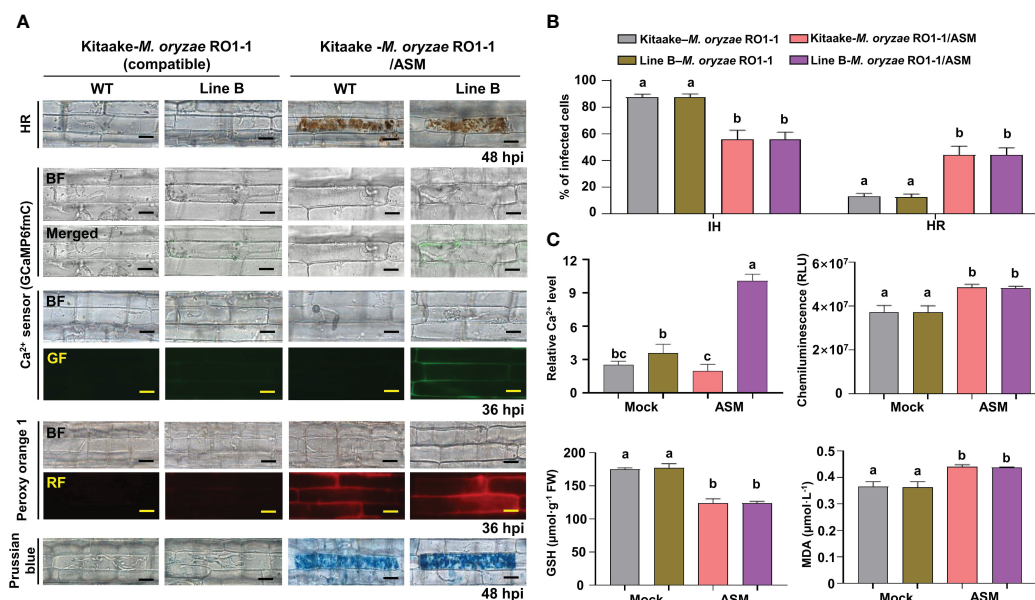 A
Kitaake-M. oryzae RO1-1
(compatible)
Kitaake -M. oryzae RO1-1
/ASM
WT
Line B
WT
Line B
HR
48 hpi
Ca²⁺ sensor (GCaMP6fmC)
BF
Merged
BF
GF
36 hpi
Peroxy orange 1
BF
RF
36 hpi
Prussian
blue
48 hpi
B
Kitaake–M. oryzae RO1-1
Kitaake-M. oryzae RO1-1/ASM
Line B–M. oryzae RO1-1
Line B-M. oryzae RO1-1/ASM
% of infected cells
100
80
60
40
20
0
a
a
b
b
a
a
b
b
IH
HR
C
Relative Ca²⁺ level
12
9
6
3
0
bc
b
c
a
Mock
ASM
Chemiluminescence (RLU)
6×10⁷
4×10⁷
2×10⁷
0
a
a
b
b
Mock
ASM
GSH (μmol·g⁻¹ FW)
200
150
100
50
0
a
a
b
b
Mock
ASM
MDA (μmol·L⁻¹)
0.5
0.4
0.3
0.2
0.1
0
a
a
b
b
Mock
ASM